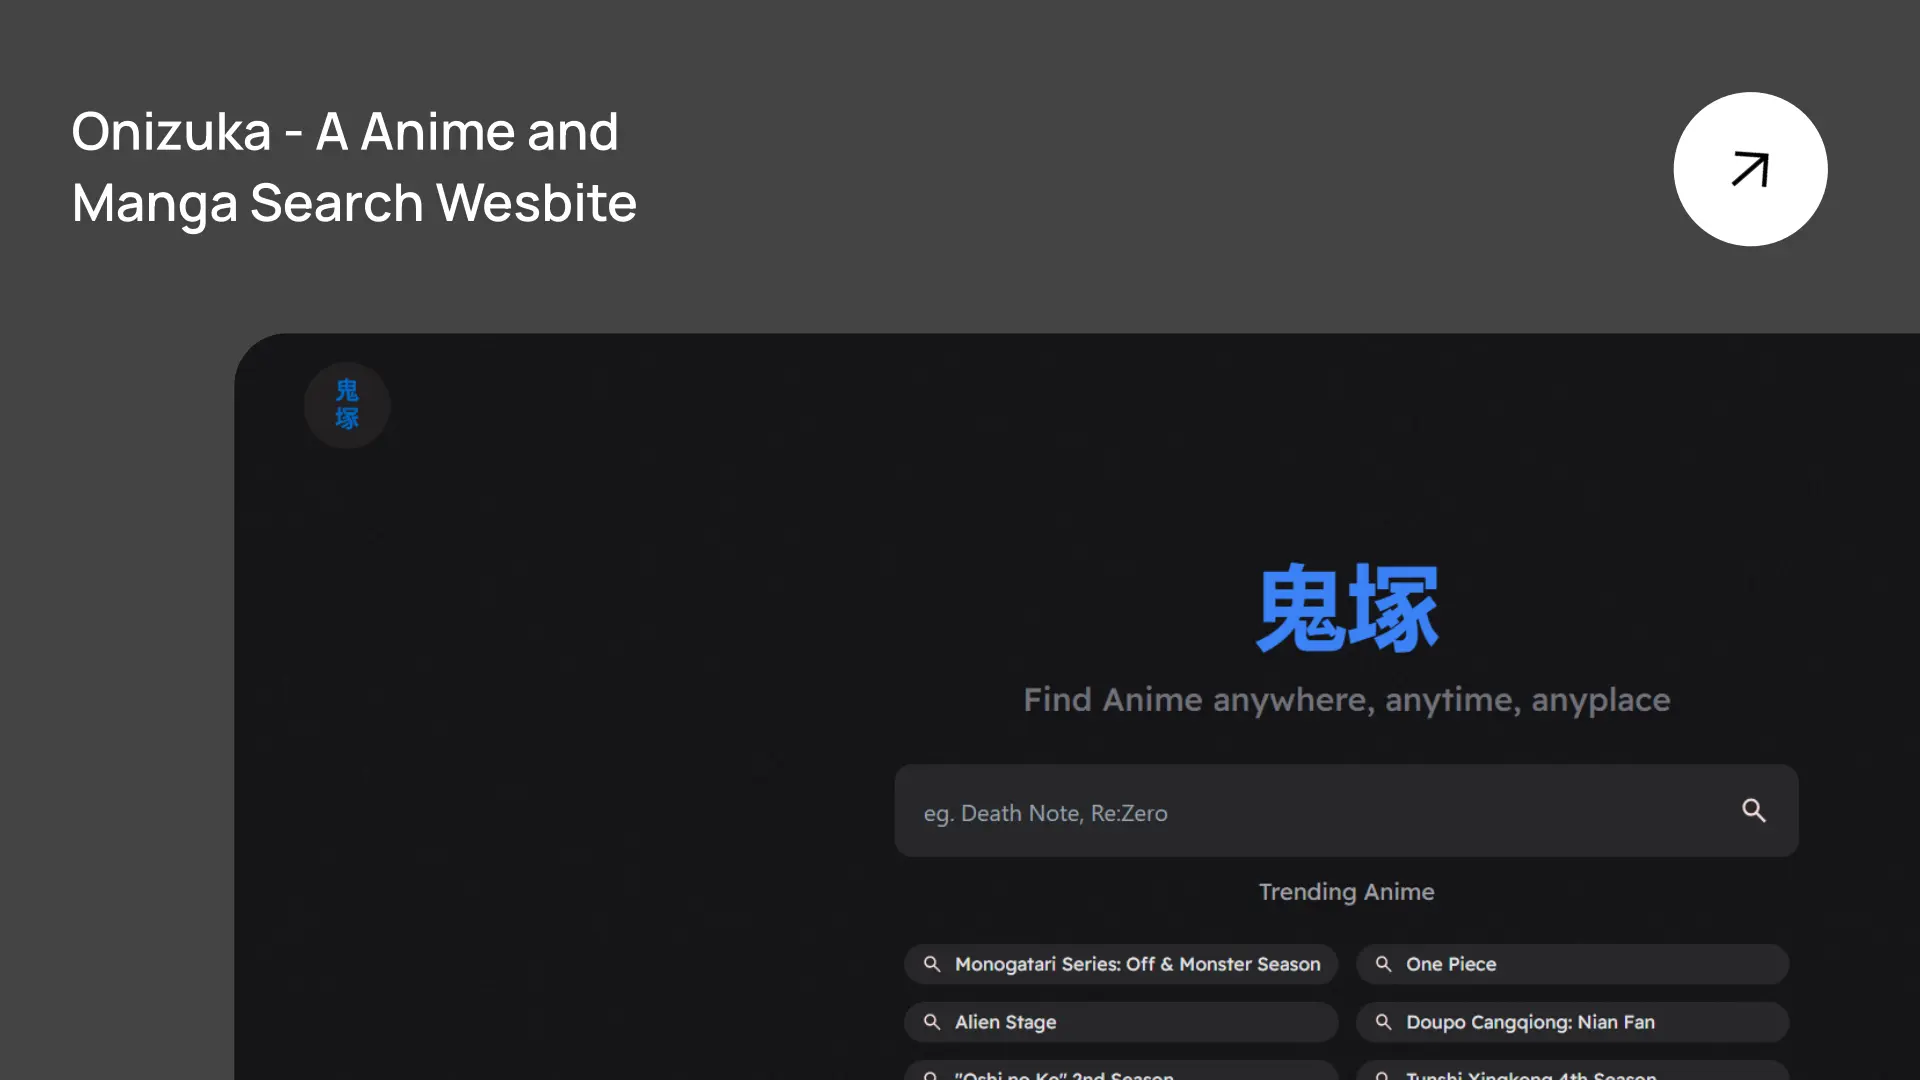 Onizuka - A Anime and
Manga Search Wesbite
鬼
塚
鬼塚
Find Anime anywhere, anytime, anyplace
eg. Death Note, Re:Zero
Trending Anime
Monogatari Series: Off & Monster Season
One Piece
Alien Stage
Doupo Cangqiong: Nian Fan
"Oshi no Ko" 2nd Season
Tunshi Xingkong 4th Season